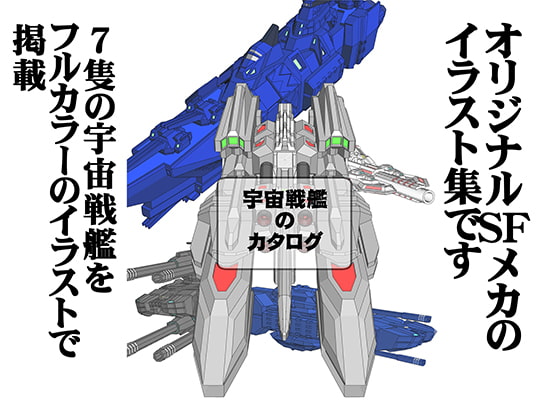 オリジナルSFメカの
イラスト集です
宇宙戦艦
の
カタログ
７隻の宇宙戦艦を
フルカラーのイラストで
掲載